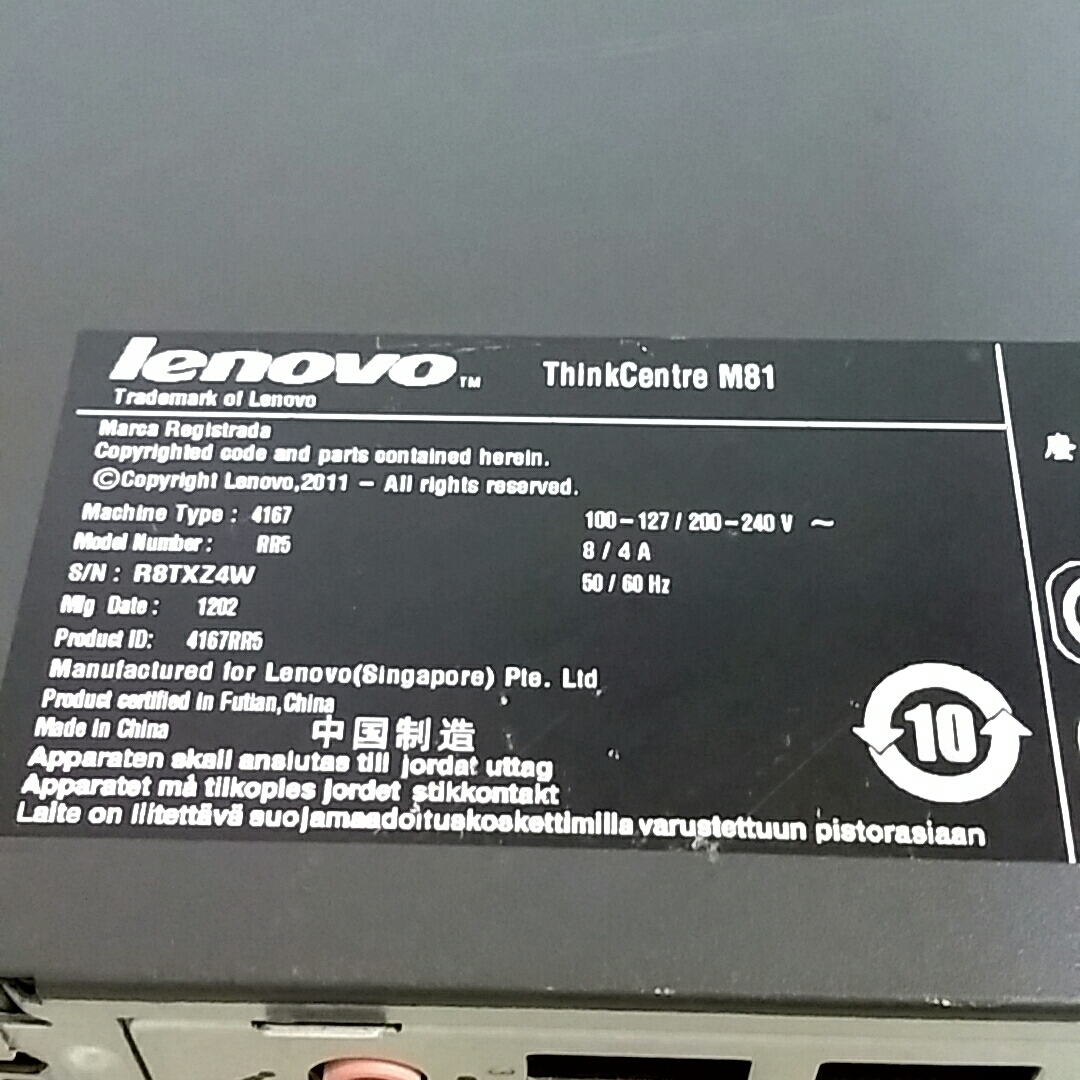 lenovo™ ThinkCentre M81
Trademark of Lenovo
Marca Registrada
Copyrighted code and parts contained herein.
©Copyright Lenovo,2011 – All rights reserved.
Machine Type : 4167
100–127 / 200–240 V ~
Model Number : RR5
8 / 4 A
S/N : R8TXZ4W
50 / 60 Hz
Mfg Date : 1202
Product ID: 4167RR5
Manufactured for Lenovo(Singapore) Pte. Ltd
Product certified in Futian,China
Made in China 中国制造
10
Apparaten skall anslutas till jordat uttag
Apparatet må tilkoples jordet stikkontakt
Laite on liitettävä suojamaadoituskoskettimilla varustettuun pistorasiaan